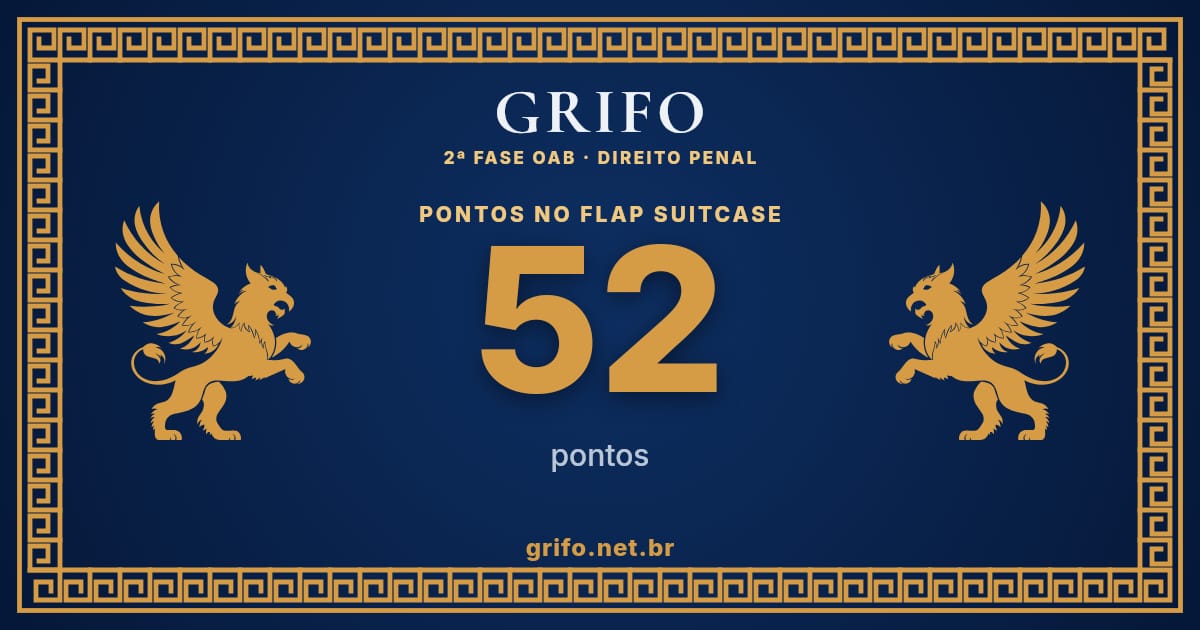 GRIFO
2ª FASE OAB · DIREITO PENAL
PONTOS NO FLAP SUITCASE
52
pontos
grifo.net.br